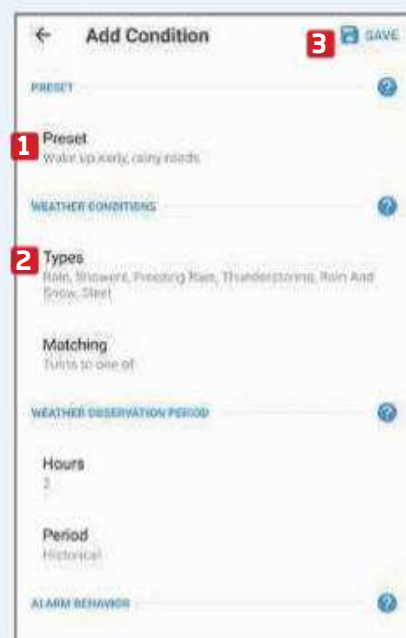 ← Add Condition
3 SAVE
PRESET
1 Preset
Wake up early, rainy roads
WEATHER CONDITIONS
2 Types
Rain, Showers, Freezing Rain, Thunderstorms, Rain And
Snow, Sleet
Matching
Turns to one of
WEATHER OBSERVATION PERIOD
Hours
2
Period
Historical
ALARM BEHAVIOR